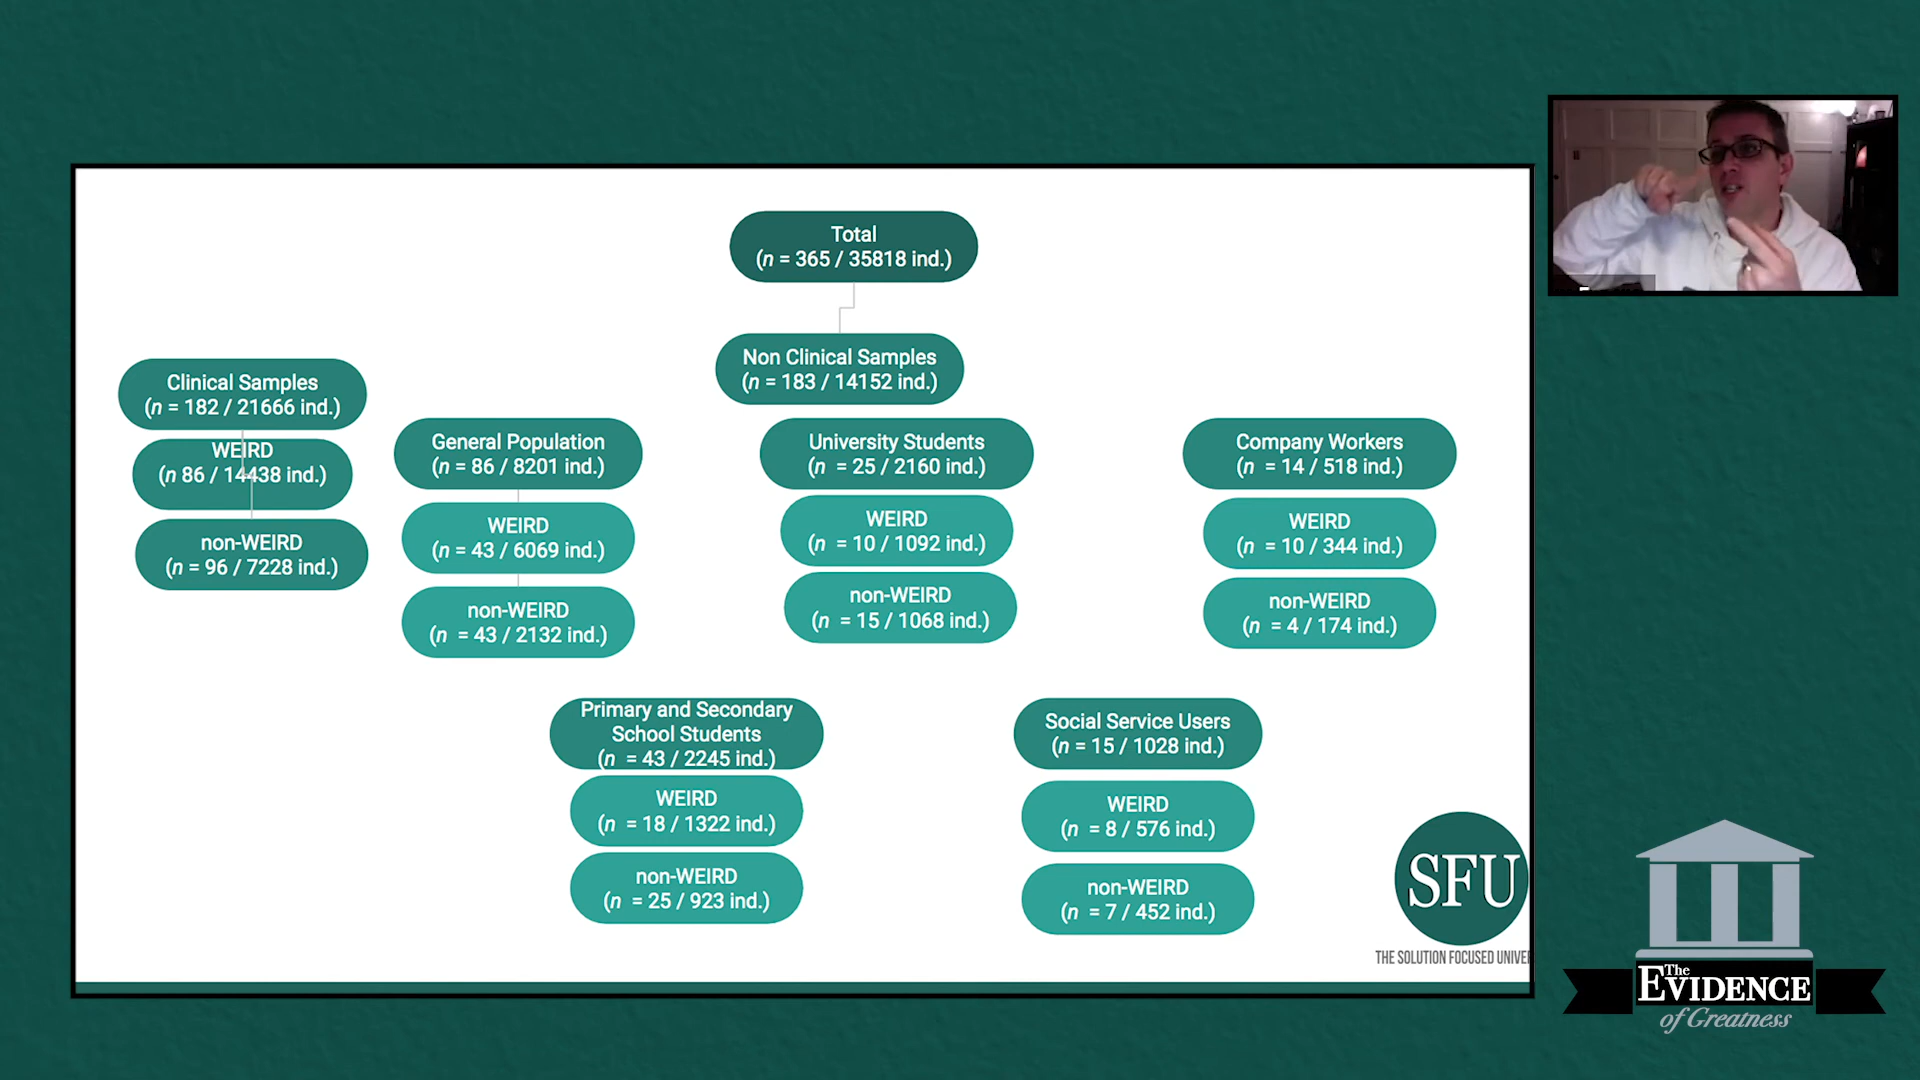 Total
(n = 365 / 35818 ind.)
Non Clinical Samples
(n = 183 / 14152 ind.)
Clinical Samples
(n = 182 / 21666 ind.)
WEIRD
(n 86 / 14438 ind.)
non-WEIRD
(n = 96 / 7228 ind.)
General Population
(n = 86 / 8201 ind.)
WEIRD
(n = 43 / 6069 ind.)
non-WEIRD
(n = 43 / 2132 ind.)
University Students
(n = 25 / 2160 ind.)
WEIRD
(n = 10 / 1092 ind.)
non-WEIRD
(n = 15 / 1068 ind.)
Company Workers
(n = 14 / 518 ind.)
WEIRD
(n = 10 / 344 ind.)
non-WEIRD
(n = 4 / 174 ind.)
Primary and Secondary
School Students
(n = 43 / 2245 ind.)
WEIRD
(n = 18 / 1322 ind.)
non-WEIRD
(n = 25 / 923 ind.)
Social Service Users
(n = 15 / 1028 ind.)
WEIRD
(n = 8 / 576 ind.)
non-WEIRD
(n = 7 / 452 ind.)
SFU
THE SOLUTION FOCUSED
The
EVIDENCE
of Greatness